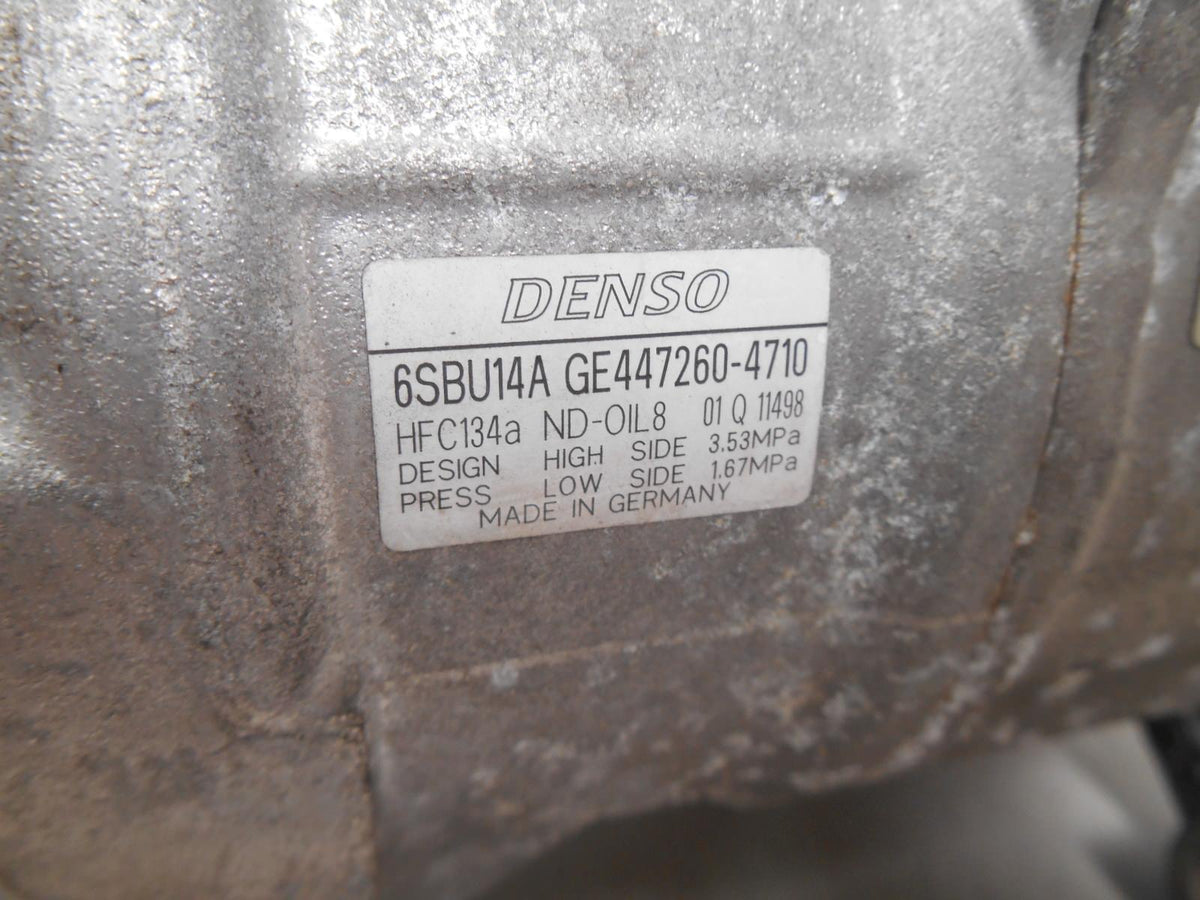 DENSO
6SBU14A GE447260-4710
HFC134a ND-OIL8 01 Q 11498
DESIGN HIGH SIDE 3.53MPa
PRESS LOW SIDE 1.67MPa
MADE IN GERMANY